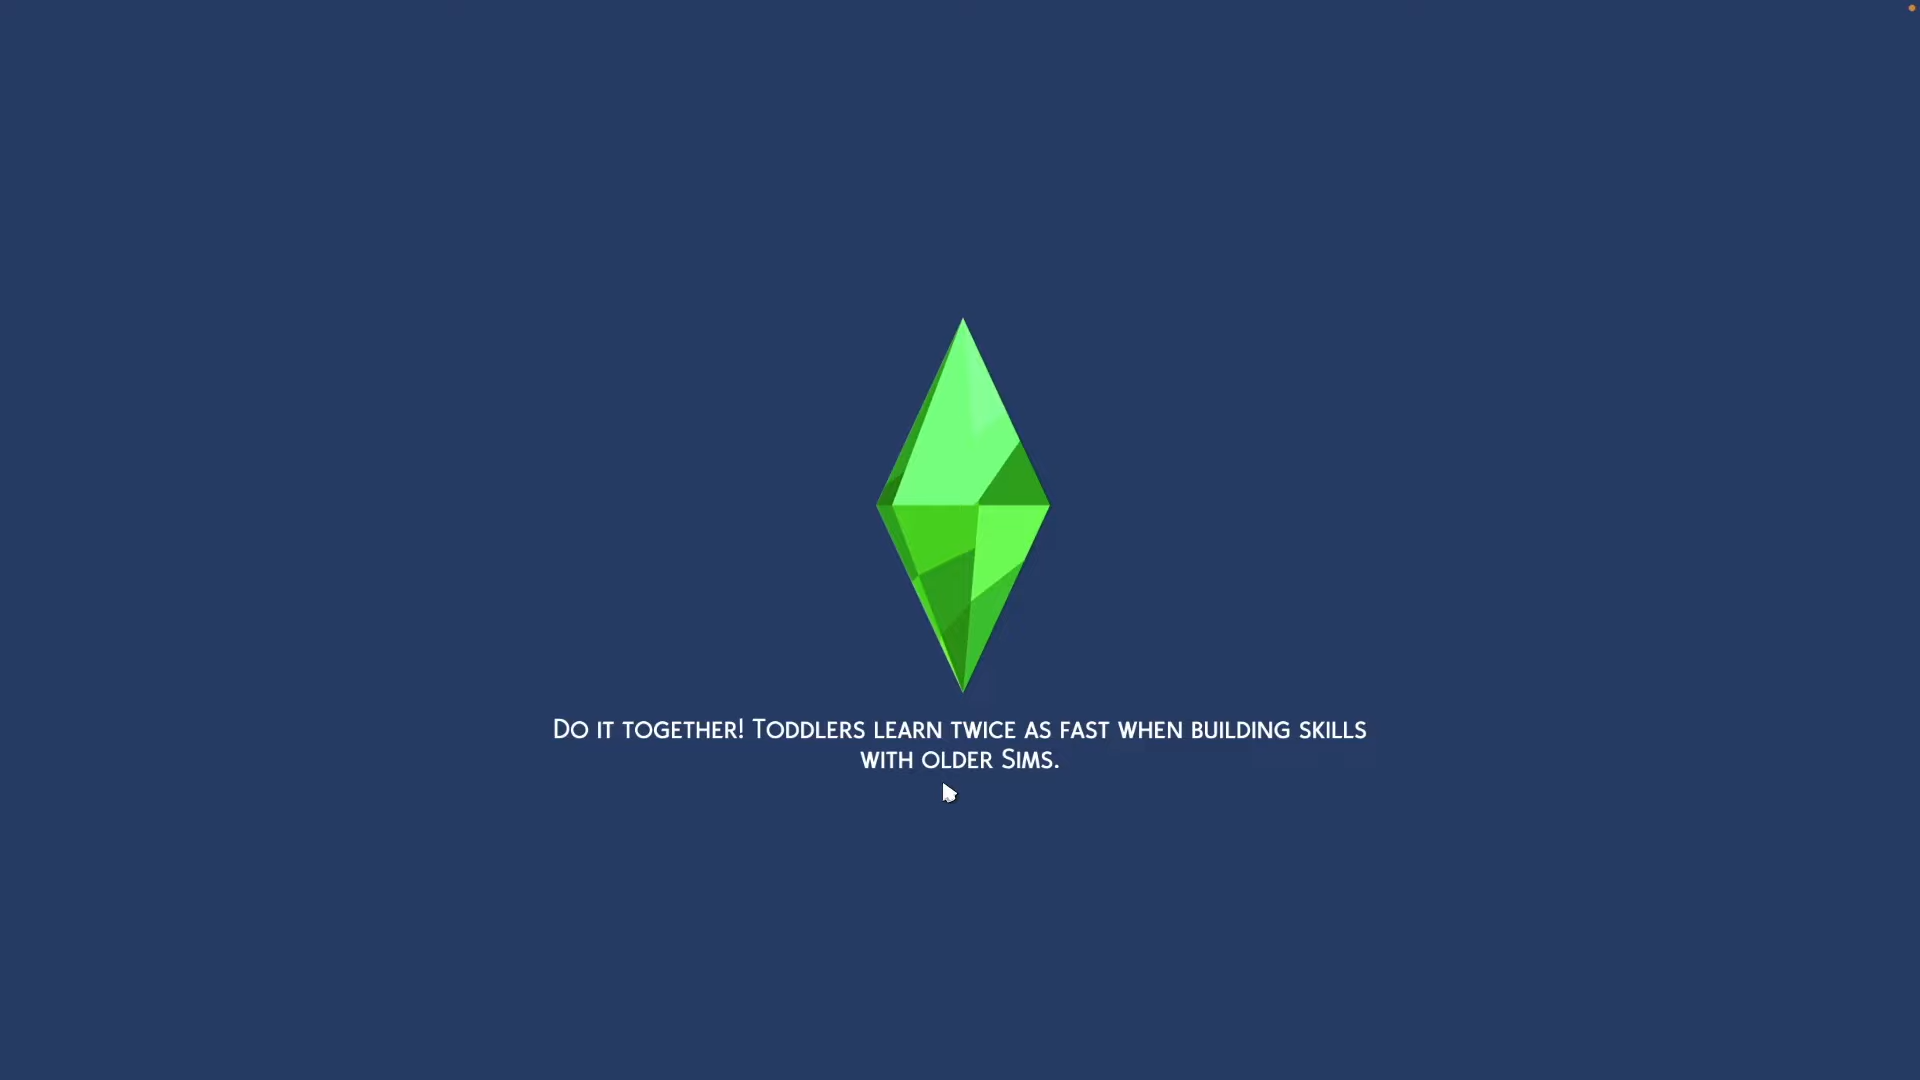 Do it together! Toddlers learn twice as fast when building skills
with older Sims.